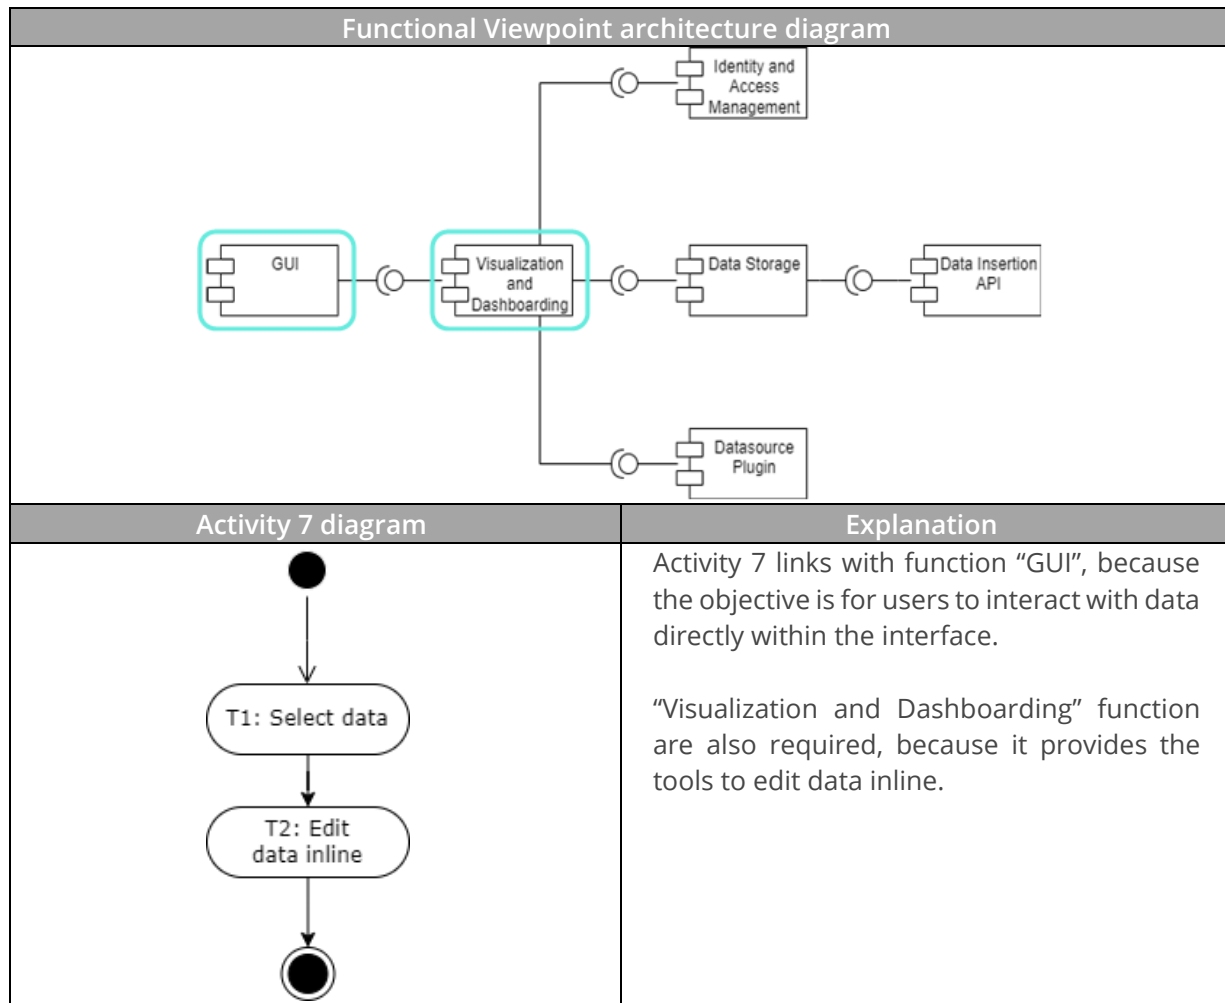 Functional Viewpoint architecture diagram
Identity and
Access
Management
GUI
Visualization
and
Dashboarding
Data Storage
Data Insertion
API
Datasource
Plugin
Activity 7 diagram
T1: Select data
T2: Edit
data inline
Explanation
Activity 7 links with function “GUI”, because
the objective is for users to interact with data
directly within the interface.
“Visualization and Dashboarding” function
are also required, because it provides the
tools to edit data inline.